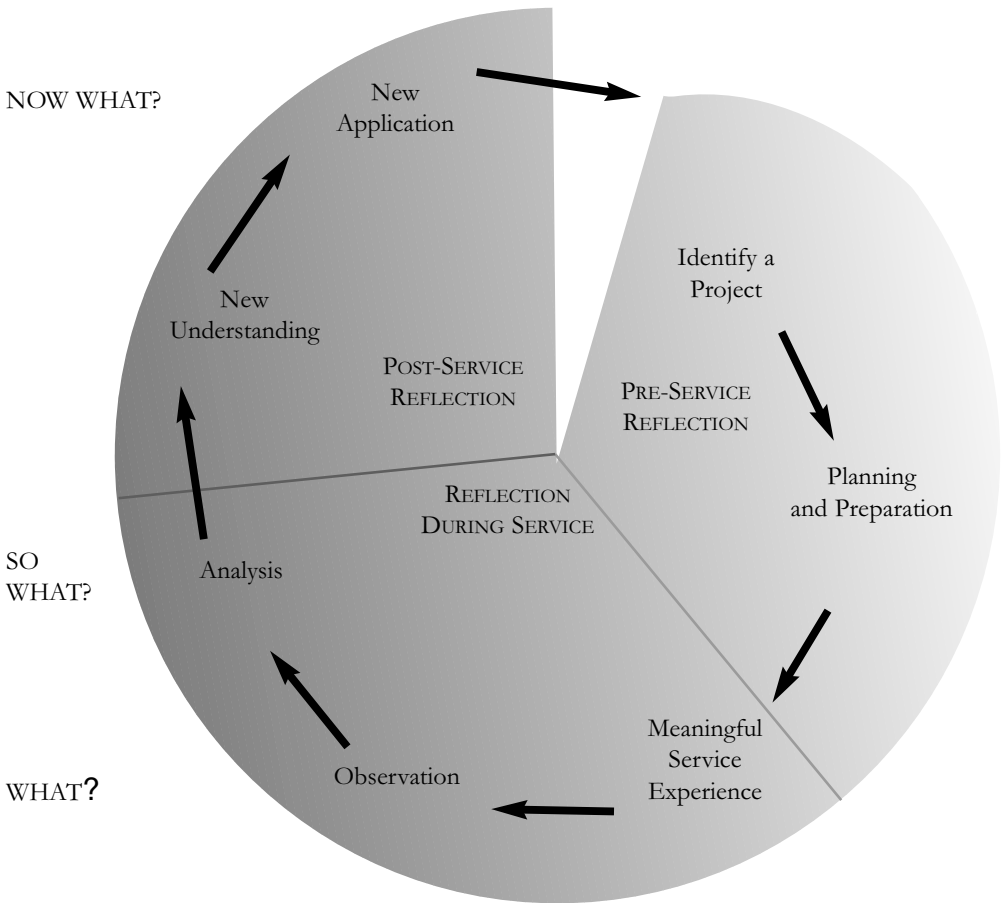 NOW WHAT?
New
Application
Identify a
Project
New
Understanding
POST-SERVICE
REFLECTION
PRE-SERVICE
REFLECTION
Planning
and Preparation
REFLECTION
DURING SERVICE
SO
WHAT?
Analysis
Meaningful
Service
Experience
Observation
WHAT?